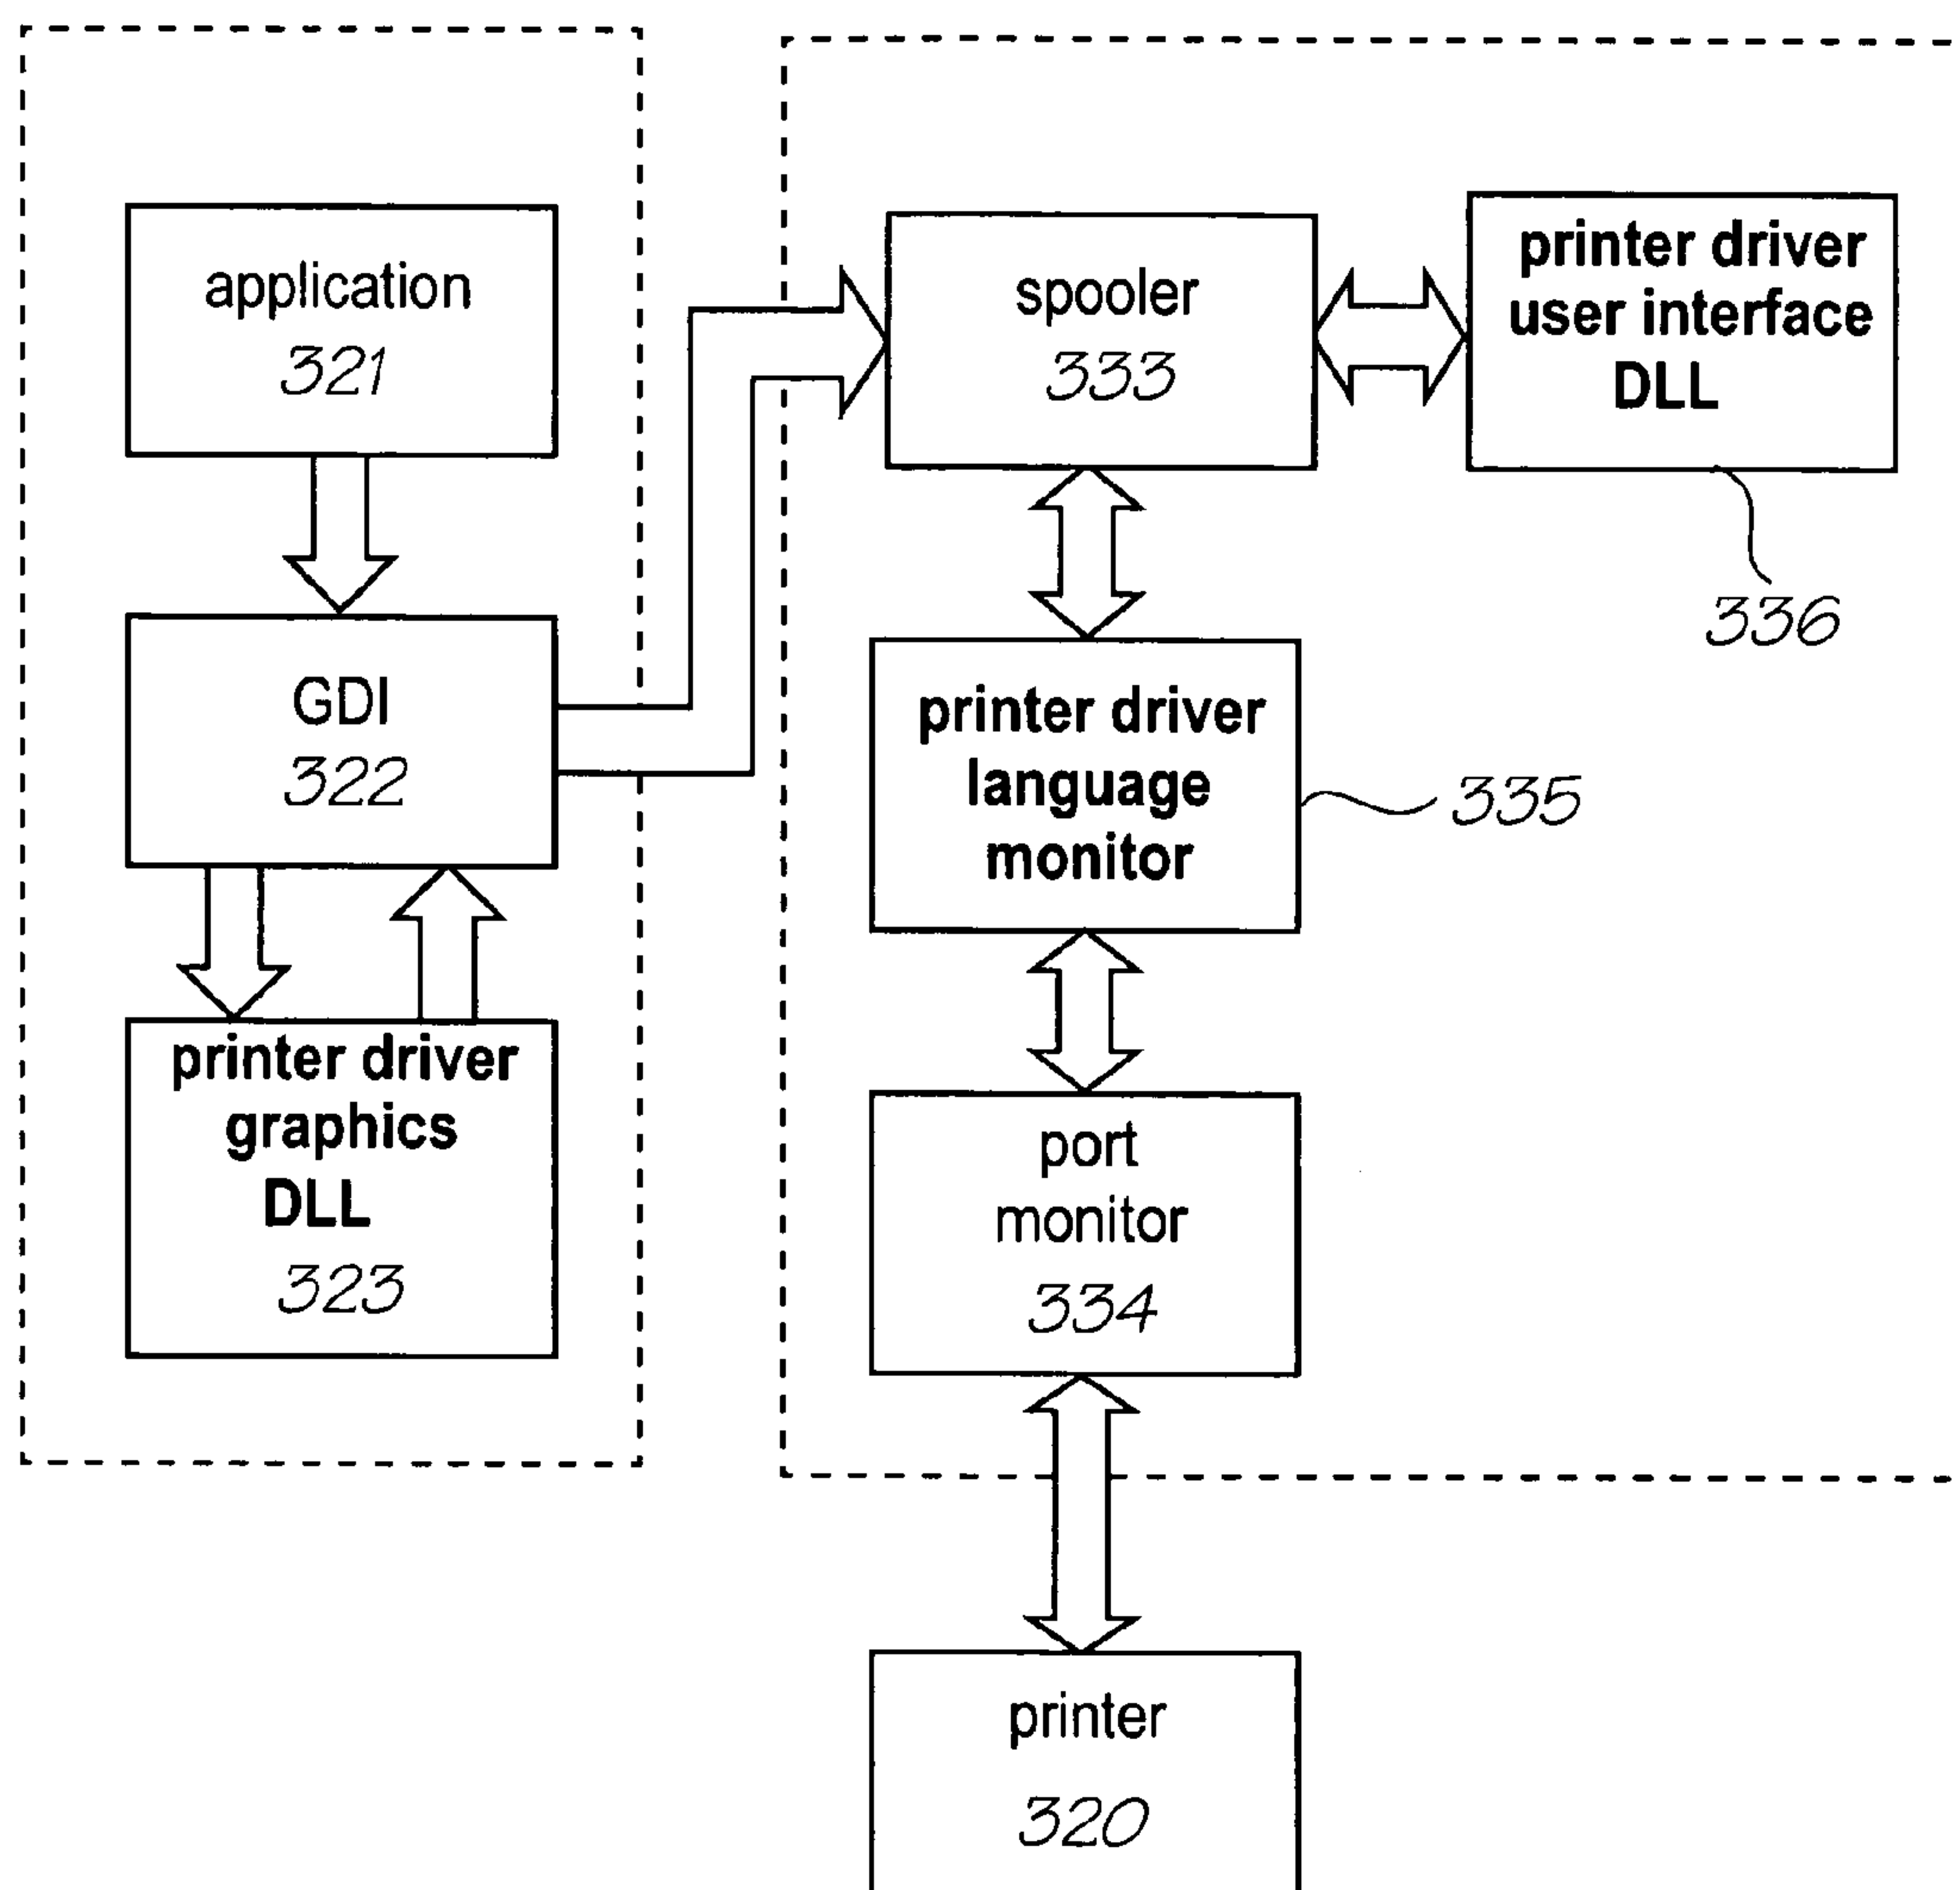 application
321
GDI
322
printer driver
graphics
DLL
323
spooler
333
printer driver
user interface
DLL
336
printer driver
language
monitor
335
port
monitor
334
printer
320